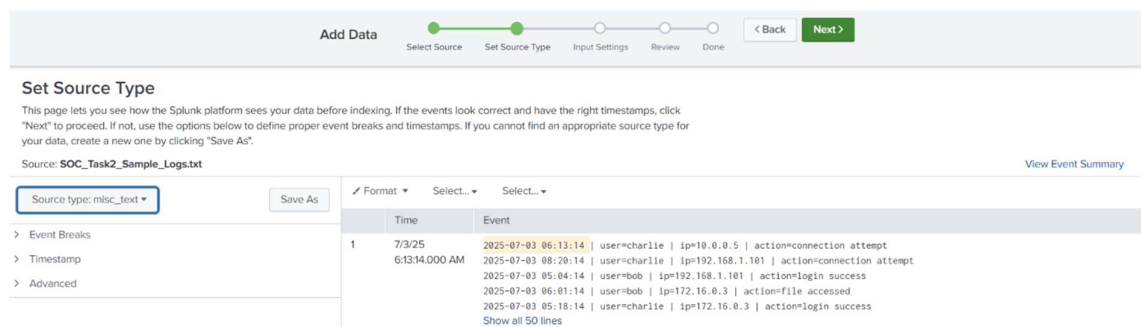 Add Data
Select Source
Set Source Type
Input Settings
Review
Done
< Back
Next >
Set Source Type
This page lets you see how the Splunk platform sees your data before indexing. If the events look correct and have the right timestamps, click
"Next" to proceed. If not, use the options below to define proper event breaks and timestamps. If you cannot find an appropriate source type for
your data, create a new one by clicking "Save As".
Source: SOC_Task2_Sample_Logs.txt
View Event Summary
Source type: misc_text
Save As
Format
Select...
Select...
> Event Breaks
> Timestamp
> Advanced
Time
Event
1
7/3/25
6:13:14.000 AM
2025-07-03 06:13:14 | user=charlie | ip=10.0.0.5 | action=connection attempt
2025-07-03 08:20:14 | user=charlie | ip=192.168.1.101 | action=connection attempt
2025-07-03 05:04:14 | user=bob | ip=192.168.1.101 | action=login success
2025-07-03 06:01:14 | user=bob | ip=172.16.0.3 | action=file accessed
2025-07-03 05:18:14 | user=charlie | ip=172.16.0.3 | action=login success
Show all 50 lines